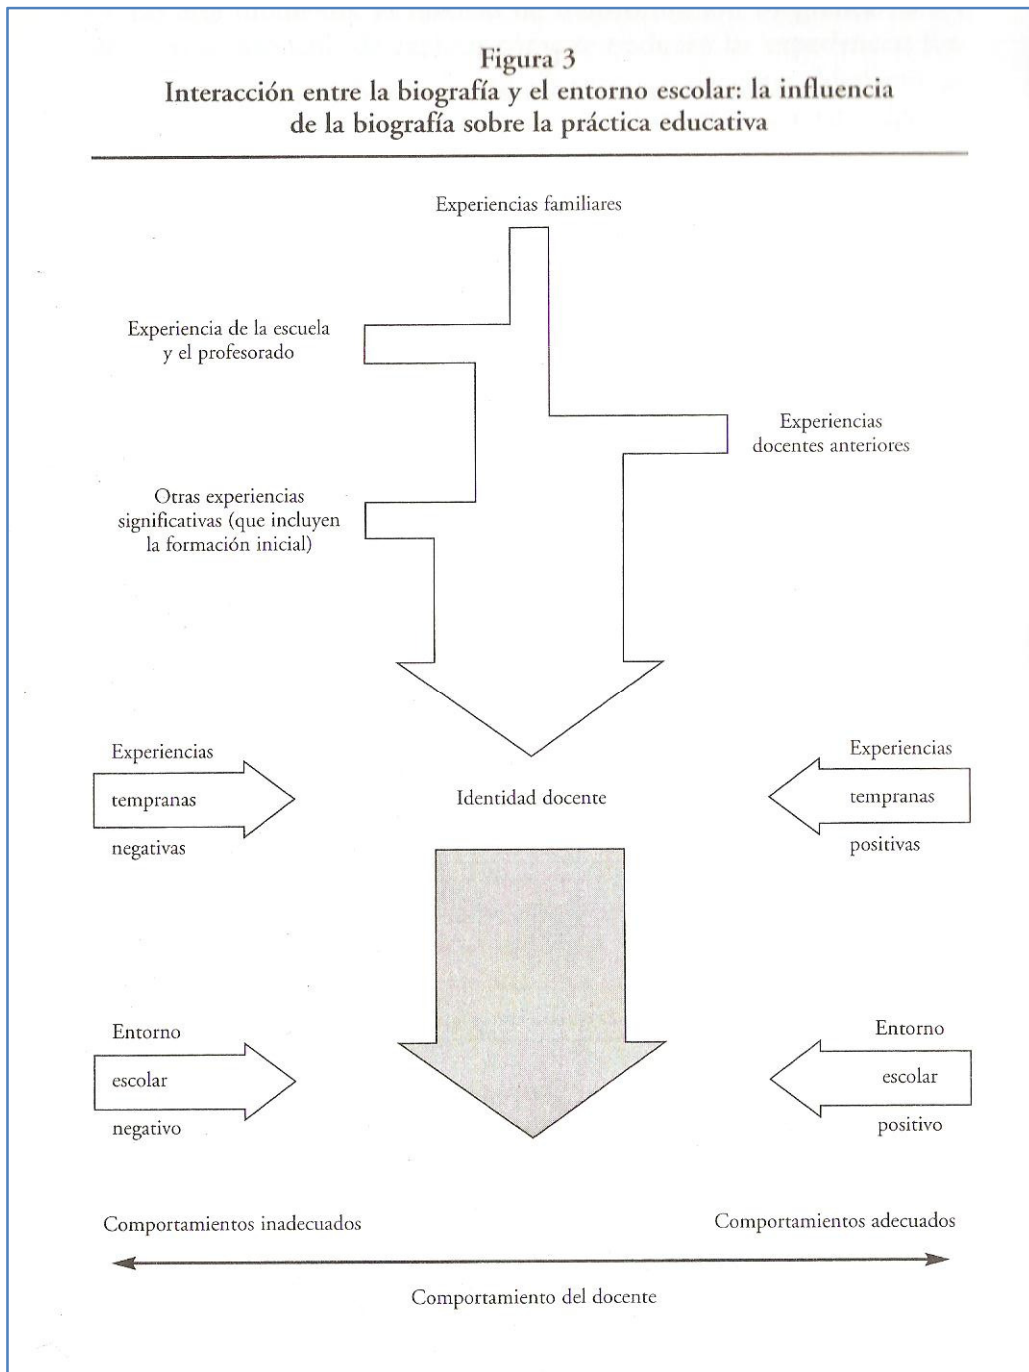 Figura 3
Interacción entre la biografía y el entorno escolar: la influencia
de la biografía sobre la práctica educativa
Experiencias familiares
Experiencia de la escuela
y el profesorado
Experiencias
docentes anteriores
Otras experiencias
significativas (que incluyen
la formación inicial)
Experiencias
tempranas
negativas
Identidad docente
Experiencias
tempranas
positivas
Entorno
escolar
negativo
Entorno
escolar
positivo
Comportamientos inadecuados
Comportamientos adecuados
Comportamiento del docente